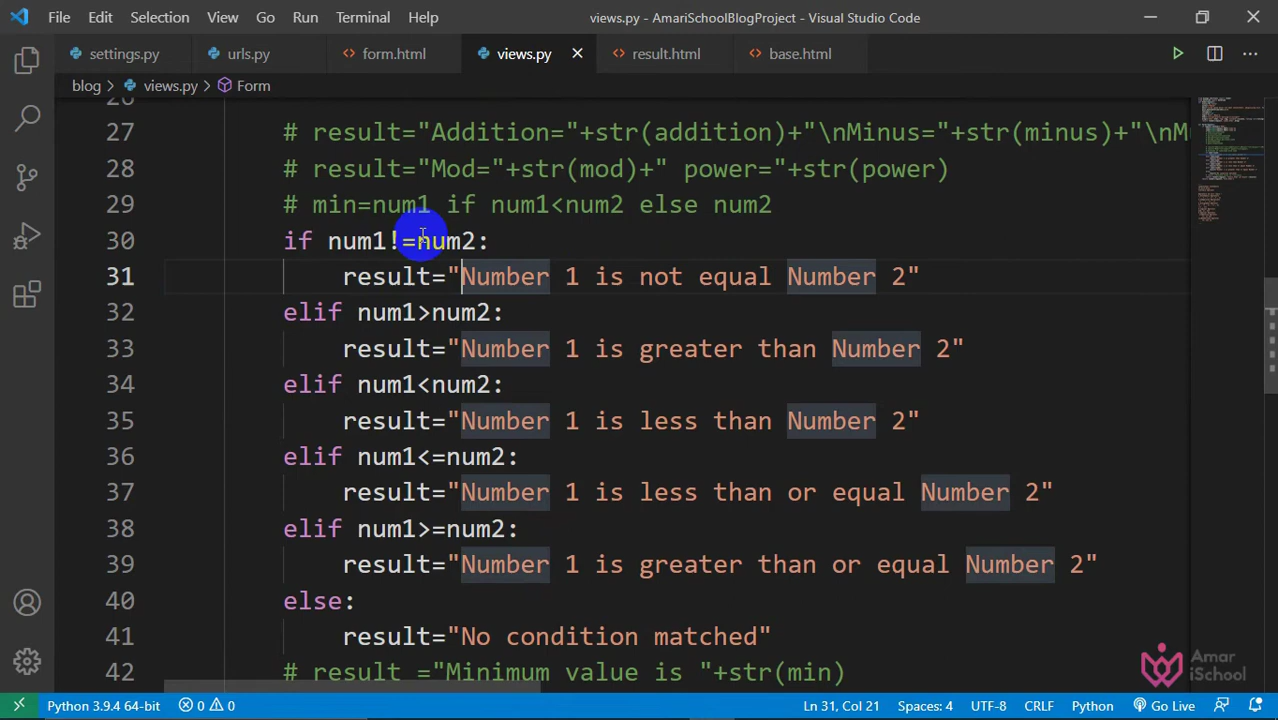 File Edit Selection View Go Run Terminal Help views.py - AmariSchoolBlogProject - Visual Studio Code
settings.py urls.py form.html views.py result.html base.html
blog > views.py > Form
26
27 # result="Addition="+str(addition)+"\nMinus="+str(minus)+"\nM
28 # result="Mod="+str(mod)+" power="+str(power)
29 # min=num1 if num1<num2 else num2
30 if num1!=num2:
31 result="Number 1 is not equal Number 2"
32 elif num1>num2:
33 result="Number 1 is greater than Number 2"
34 elif num1<num2:
35 result="Number 1 is less than Number 2"
36 elif num1<=num2:
37 result="Number 1 is less than or equal Number 2"
38 elif num1>=num2:
39 result="Number 1 is greater than or equal Number 2"
40 else:
41 result="No condition matched"
42 # result ="Minimum value is "+str(min)
Amar
iSchool
Python 3.9.4 64-bit 0 0 Ln 31, Col 21 Spaces: 4 UTF-8 CRLF Python Go Live